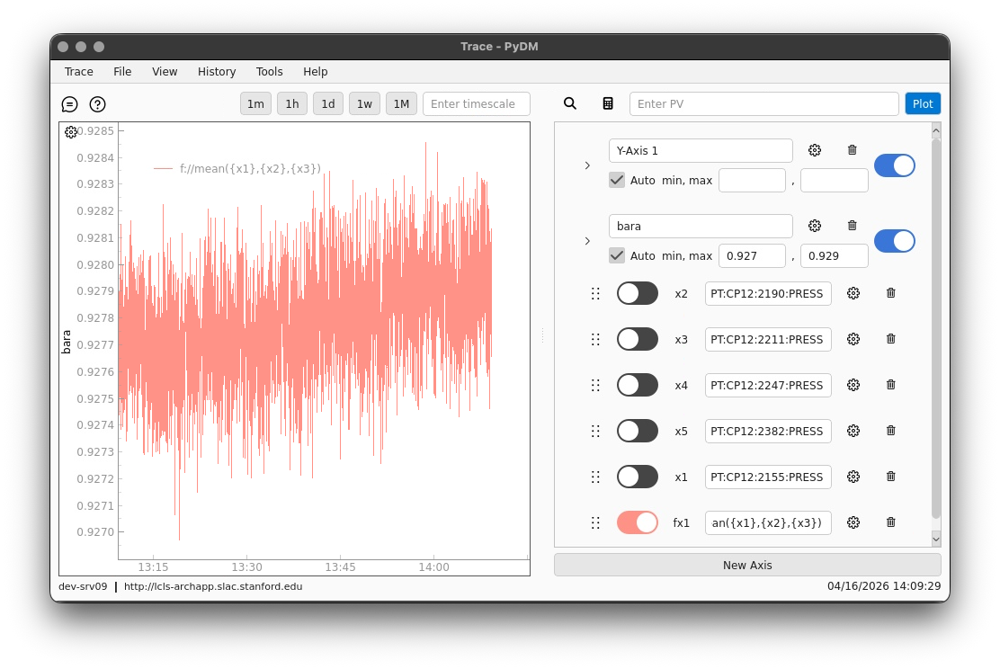 Trace - PyDM
Trace File View History Tools Help
1m 1h 1d 1w 1M Enter timescale
Enter PV Plot
0.9285
0.9284
0.9283
0.9282
0.9281
0.9280
0.9279
0.9278
0.9277
0.9276
0.9275
0.9274
0.9273
0.9272
0.9271
0.9270
bara
f://mean({x1},{x2},{x3})
13:15 13:30 13:45 14:00
Y-Axis 1
Auto min, max ,
bara
Auto min, max 0.927 , 0.929
x2 PT:CP12:2190:PRESS
x3 PT:CP12:2211:PRESS
x4 PT:CP12:2247:PRESS
x5 PT:CP12:2382:PRESS
x1 PT:CP12:2155:PRESS
fx1 an({x1},{x2},{x3})
New Axis
dev-srv09 | http://lcls-archapp.slac.stanford.edu
04/16/2026 14:09:29